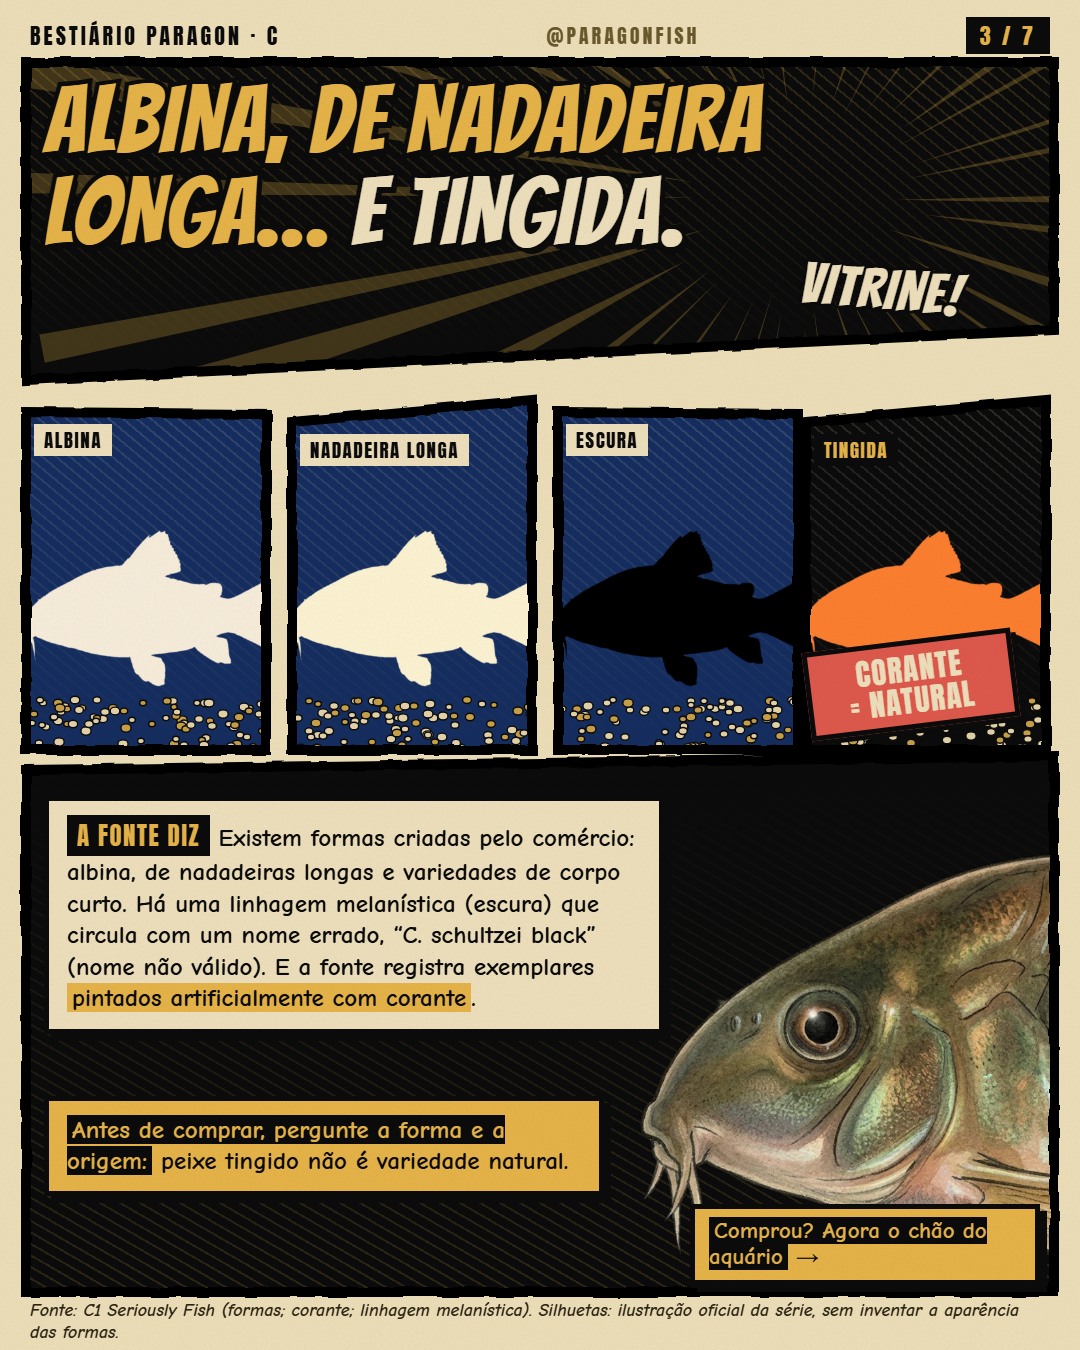 BESTIÁRIO PARAGON · C
@PARAGONFISH
3 / 7
ALBINA, DE NADADEIRA
LONGA... E TINGIDA.
VITRINE!
ALBINA
NADADEIRA LONGA
ESCURA
TINGIDA
CORANTE
= NATURAL
A FONTE DIZ Existem formas criadas pelo comércio:
albina, de nadadeiras longas e variedades de corpo
curto. Há uma linhagem melanística (escura) que
circula com um nome errado, “C. schultzei black”
(nome não válido). E a fonte registra exemplares
pintados artificialmente com corante.
Antes de comprar, pergunte a forma e a
origem: peixe tingido não é variedade natural.
Comprou? Agora o chão do
aquário →
Fonte: C1 Seriously Fish (formas; corante; linhagem melanística). Silhuetas: ilustração oficial da série, sem inventar a aparência
das formas.